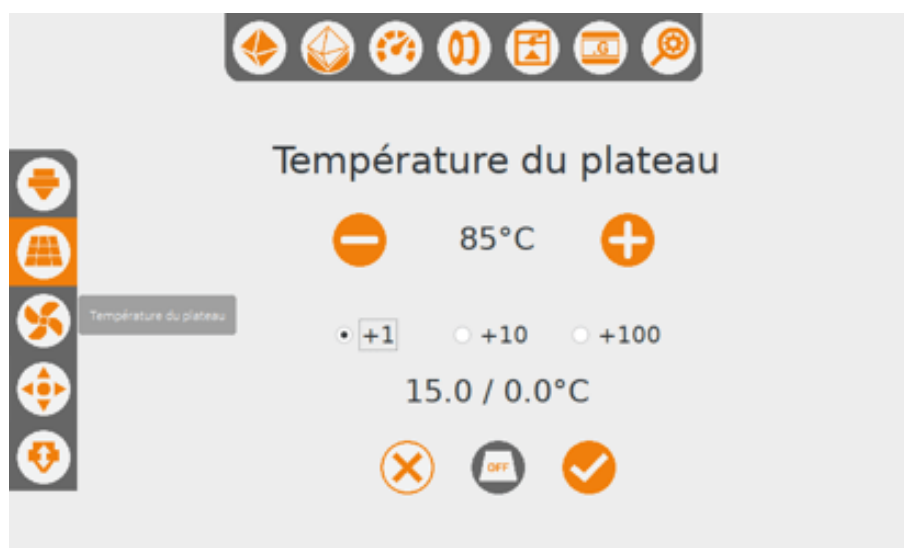 .G
Température du plateau
85°C
Température du plateau
+1 +10 +100
15.0 / 0.0°C
OFF